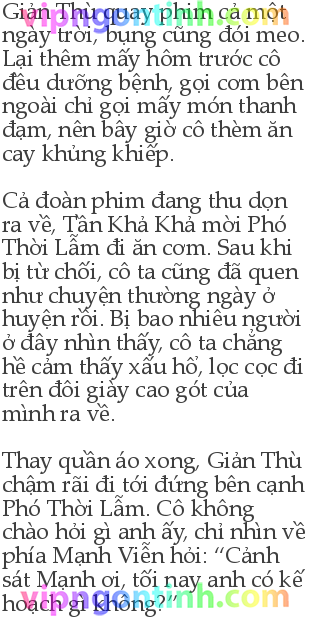 Giản Thù quay phim cả một
ngày trời, bụng cũng đói meo.
Lại thêm mấy hôm trước cô
đều dưỡng bệnh, gọi cơm bên
ngoài chỉ gọi mấy món thanh
đạm, nên bây giờ cô thèm ăn
cay khủng khiếp.
Cả đoàn phim đang thu dọn
ra về, Tần Khả Khả mời Phó
Thời Lẫm đi ăn cơm. Sau khi
bị từ chối, cô ta cũng đã quen
như chuyện thường ngày ở
huyện rồi. Bị bao nhiêu người
ở đây nhìn thấy, cô ta chẳng
hề cảm thấy xấu hổ, lọc cọc đi
trên đôi giày cao gót của
mình ra về.
Thay quần áo xong, Giản Thù
chậm rãi đi tới đứng bên cạnh
Phó Thời Lẫm. Cô không
chào hỏi gì anh ấy, chỉ nhìn về
phía Mạnh Viễn hỏi: “Cảnh
sát Mạnh ơi, tối nay anh có kế
hoạch gì không?”
vipngontinh.com
vipngontinh.com